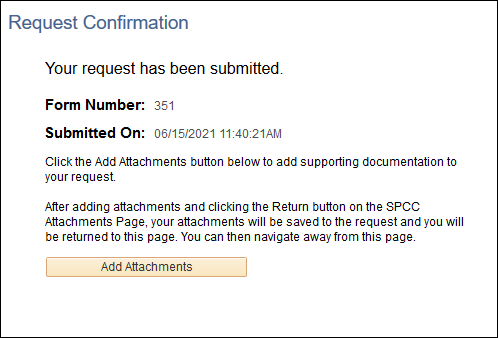 Request Confirmation
Your request has been submitted.
Form Number: 351
Submitted On: 06/15/2021 11:40:21AM
Click the Add Attachments button below to add supporting documentation to
your request.
After adding attachments and clicking the Return button on the SPCC
Attachments Page, your attachments will be saved to the request and you will
be returned to this page. You can then navigate away from this page.
Add Attachments